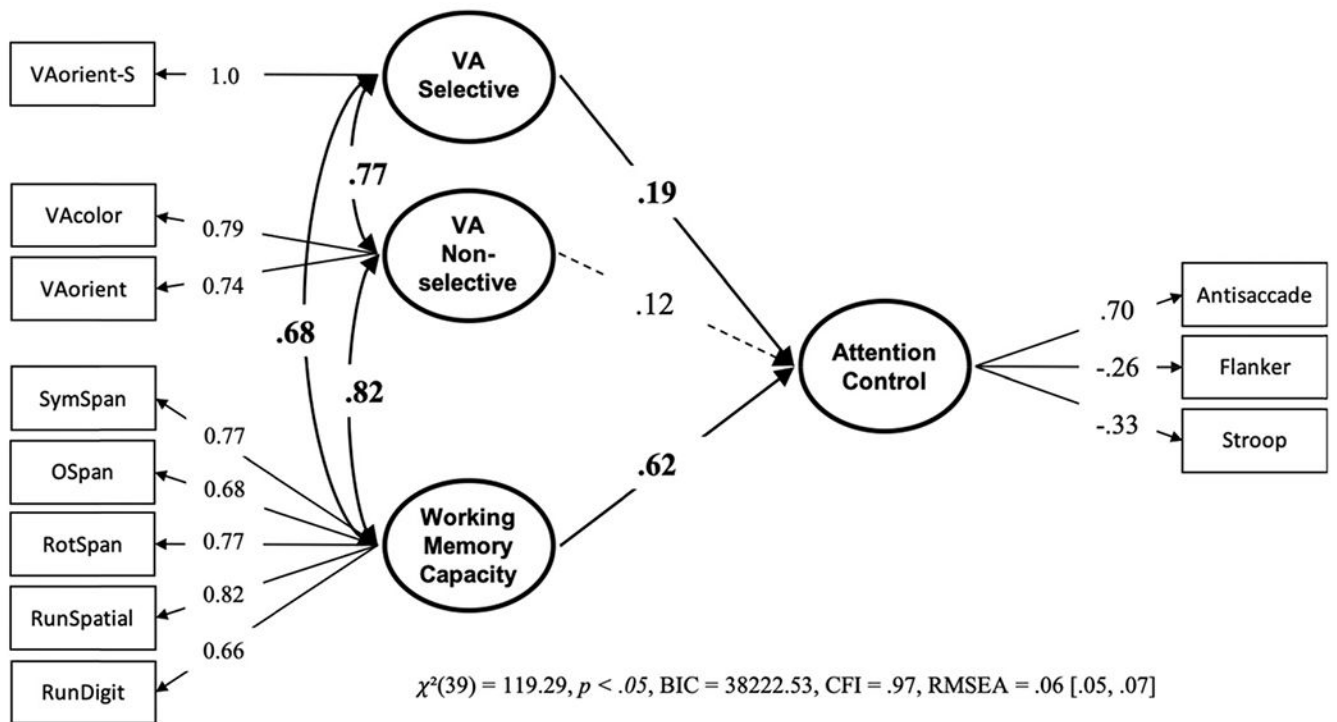 VAorient-S
1.0
VA
Selective
.77
.19
VAcolor
0.79
VAorient
0.74
VA
Non-
selective
.12
.68
.82
SymSpan
0.77
OSpan
0.68
RotSpan
0.77
RunSpatial
0.82
RunDigit
0.66
Working
Memory
Capacity
.62
Attention
Control
.70
Antisaccade
-.26
Flanker
-.33
Stroop
χ²(39) = 119.29, p < .05, BIC = 38222.53, CFI = .97, RMSEA = .06 [.05, .07]